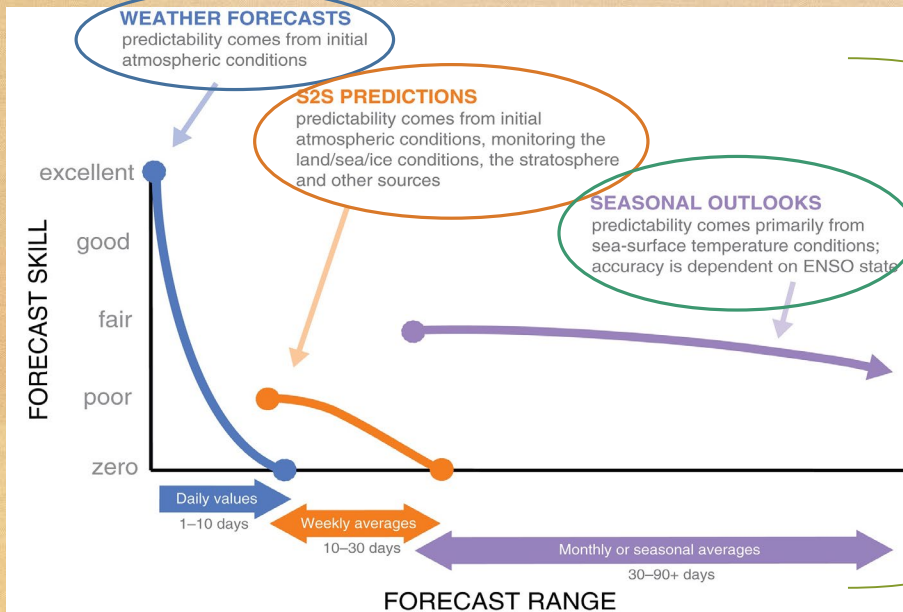 WEATHER FORECASTS
predictability comes from initial
atmospheric conditions
S2S PREDICTIONS
predictability comes from initial
atmospheric conditions, monitoring the
land/sea/ice conditions, the stratosphere
and other sources
SEASONAL OUTLOOKS
predictability comes primarily from
sea-surface temperature conditions;
accuracy is dependent on ENSO state
FORECAST SKILL
excellent
good
fair
poor
zero
Daily values
1–10 days
Weekly averages
10–30 days
Monthly or seasonal averages
30–90+ days
FORECAST RANGE